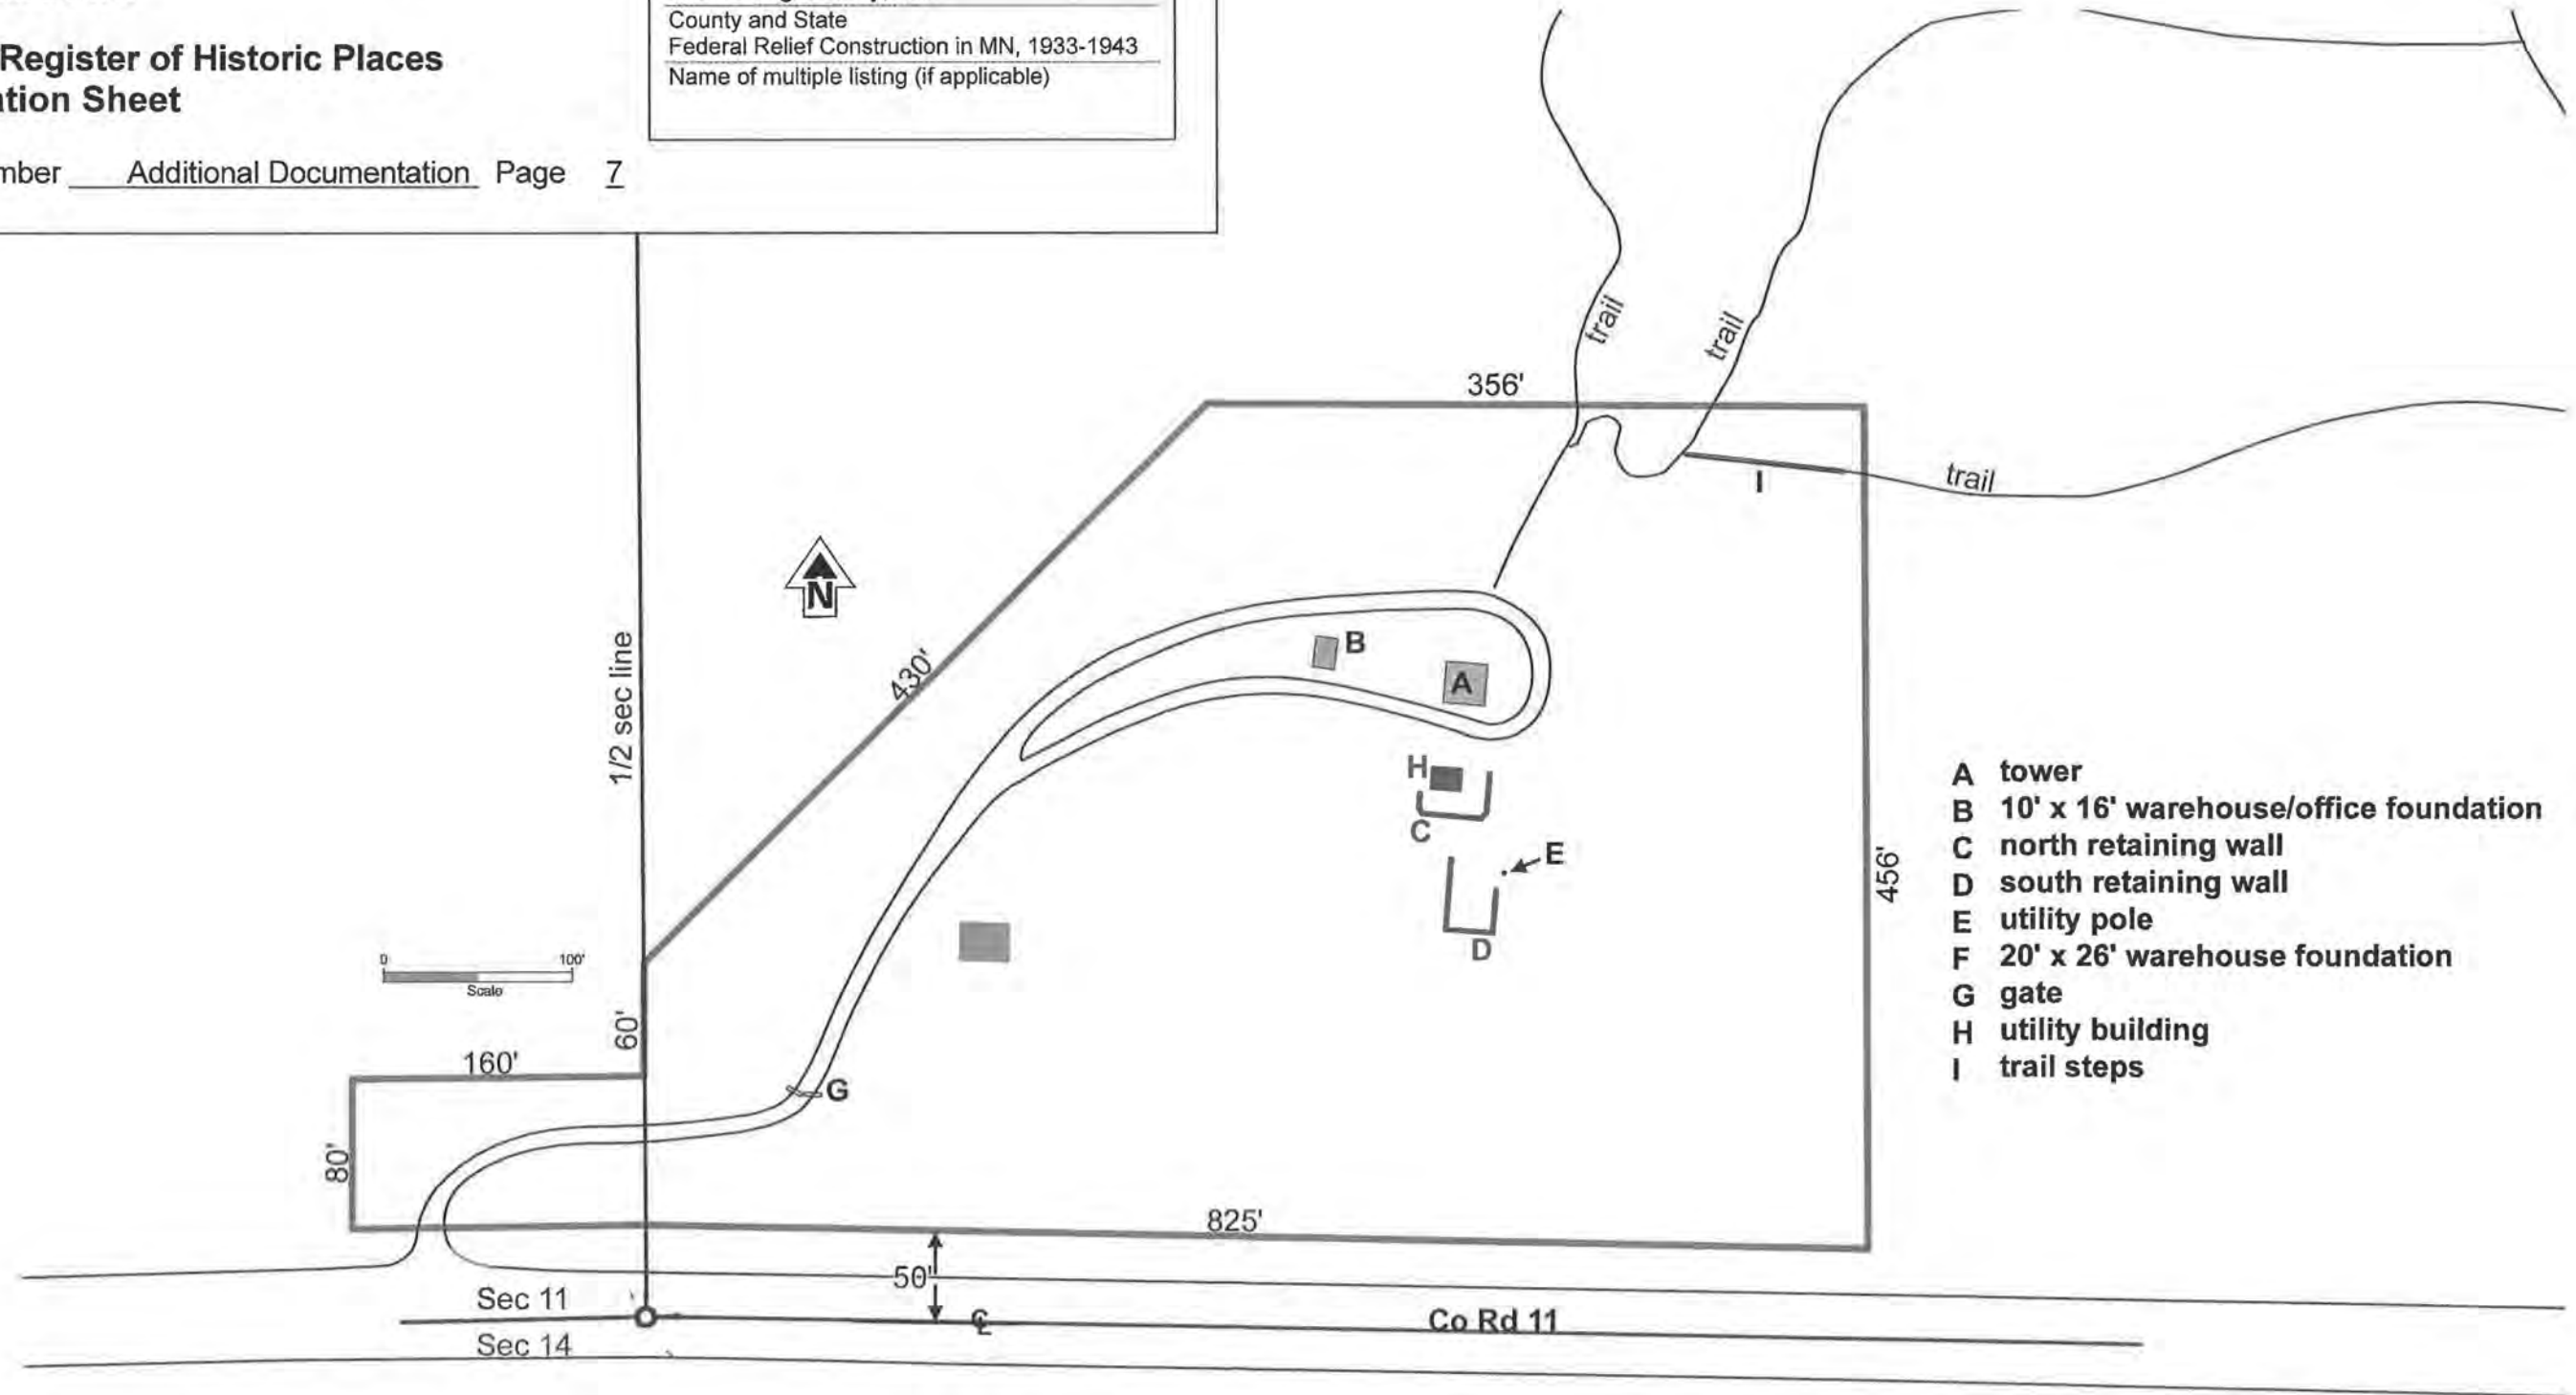 County and State
Federal Relief Construction in MN, 1933-1943
Name of multiple listing (if applicable)
Register of Historic Places
ation Sheet
mber Additional Documentation Page 7
trail
trail
356'
trail
I
N
430'
1/2 sec line
B
A
H
C
E
D
456'
A tower
B 10' x 16' warehouse/office foundation
C north retaining wall
D south retaining wall
E utility pole
F 20' x 26' warehouse foundation
G gate
H utility building
I trail steps
0 100'
Scale
60'
160'
G
80'
825'
50'
Sec 11
CL
Co Rd 11
Sec 14